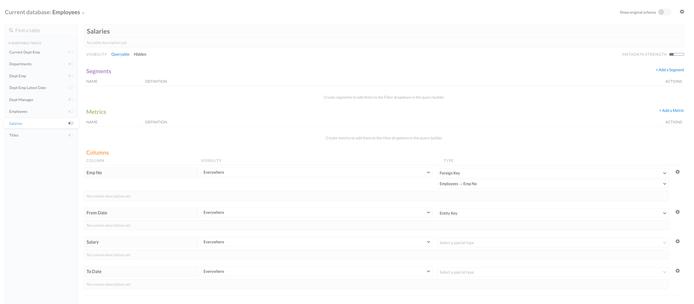 Current database: Employees
Show original schema
Find a table
Current Dept Emp
Departments
Dept Emp
Dept Emp Latest Date
Dept Manager
Employees
Salaries
Titles
Salaries
No table description yet
VISIBILITY Queryable Hidden METADATA STRENGTH
Segments + Add a Segment
NAME DEFINITION ACTIONS
Create segments to add them to the Filter dropdown in the query builder
Metrics + Add a Metric
NAME DEFINITION ACTIONS
Create metrics to add them to the View dropdown in the query builder
Columns
COLUMN VISIBILITY TYPE
Emp No Everywhere Foreign Key
Employees → Emp No
No column description yet
From Date Everywhere Entity Key
No column description yet
Salary Everywhere Select a special type
No column description yet
To Date Everywhere Select a special type
No column description yet